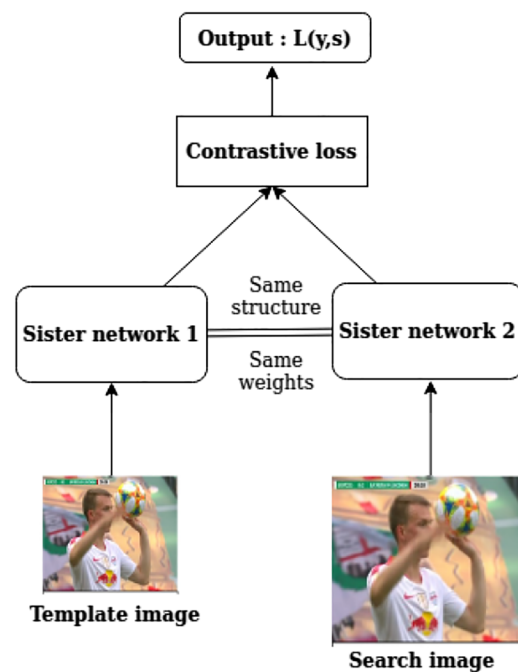 Output : L(y,s)
Contrastive loss
Same
structure
Sister network 1
Sister network 2
Same
weights
Template image
Search image